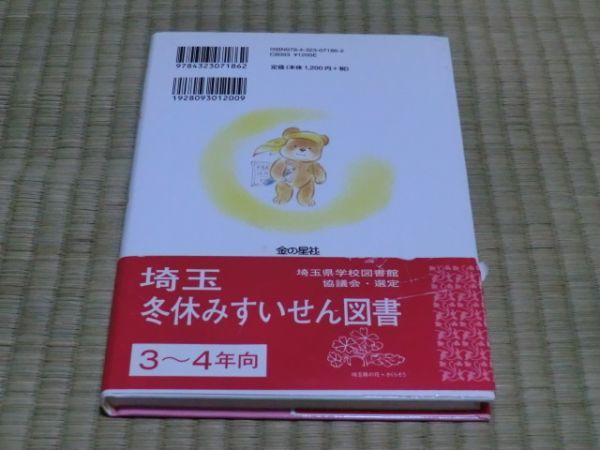 ISBN978-4-323-07186-2
C8093 ¥1200E
定価(本体1,200円+税)
9784323071862
1928093012009
金の星社
埼玉
冬休みすいせん図書
3〜4年向
埼玉県学校図書館
協議会・選定
埼玉県の花・さくらそう